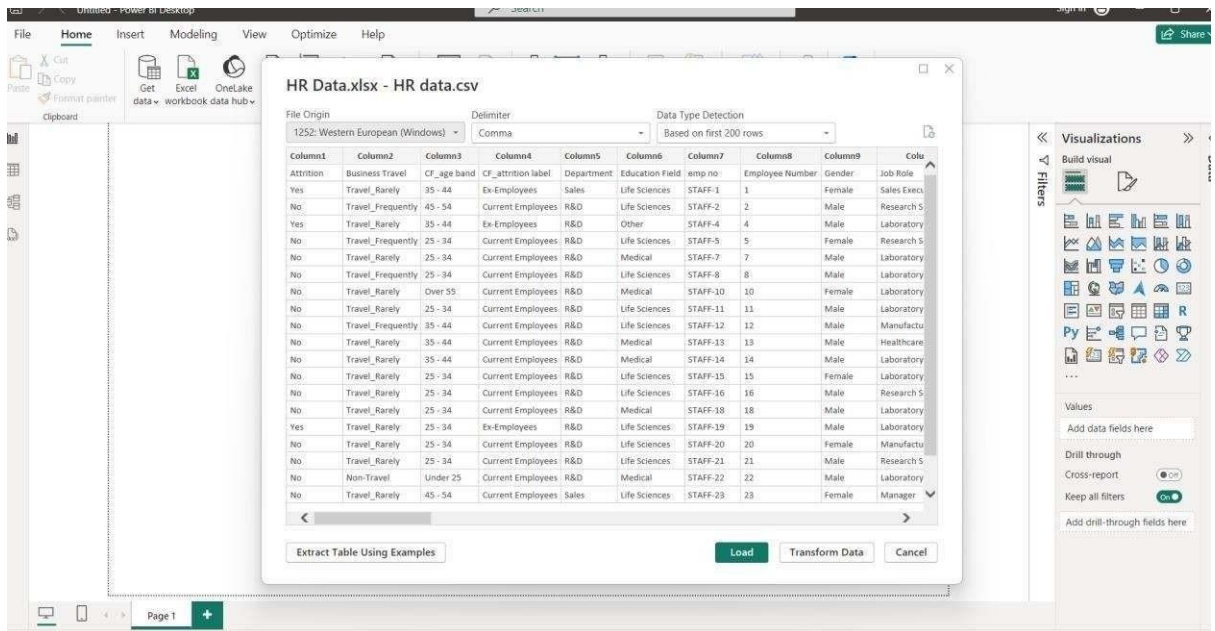 Untitled - Power BI Desktop
Search
Sign in
File Home Insert Modeling View Optimize Help
Share
Paste
Cut
Copy
Format painter
Clipboard
Get data
Excel workbook
OneLake data hub
HR Data.xlsx - HR data.csv
File Origin Delimiter Data Type Detection
1252: Western European (Windows) Comma Based on first 200 rows
Column1 Column2 Column3 Column4 Column5 Column6 Column7 Column8 Column9 Colu
Attrition Business Travel CF_age band CF_attrition label Department Education Field emp no Employee Number Gender Job Role
Yes Travel_Rarely 35 - 44 Ex-Employees Sales Life Sciences STAFF-1 1 Female Sales Execu
No Travel_Frequently 45 - 54 Current Employees R&D Life Sciences STAFF-2 2 Male Research S
Yes Travel_Rarely 35 - 44 Ex-Employees R&D Other STAFF-4 4 Male Laboratory
No Travel_Frequently 25 - 34 Current Employees R&D Life Sciences STAFF-5 5 Female Research S
No Travel_Rarely 25 - 34 Current Employees R&D Medical STAFF-7 7 Male Laboratory
No Travel_Frequently 25 - 34 Current Employees R&D Life Sciences STAFF-8 8 Male Laboratory
No Travel_Rarely Over 55 Current Employees R&D Medical STAFF-10 10 Female Laboratory
No Travel_Rarely 25 - 34 Current Employees R&D Life Sciences STAFF-11 11 Male Laboratory
No Travel_Frequently 35 - 44 Current Employees R&D Life Sciences STAFF-12 12 Male Manufactu
No Travel_Rarely 35 - 44 Current Employees R&D Medical STAFF-13 13 Male Healthcare
No Travel_Rarely 35 - 44 Current Employees R&D Medical STAFF-14 14 Male Laboratory
No Travel_Rarely 25 - 34 Current Employees R&D Life Sciences STAFF-15 15 Female Laboratory
No Travel_Rarely 25 - 34 Current Employees R&D Life Sciences STAFF-16 16 Male Research S
No Travel_Rarely 25 - 34 Current Employees R&D Medical STAFF-18 18 Male Laboratory
Yes Travel_Rarely 25 - 34 Ex-Employees R&D Life Sciences STAFF-19 19 Male Laboratory
No Travel_Rarely 25 - 34 Current Employees R&D Life Sciences STAFF-20 20 Female Manufactu
No Travel_Rarely 25 - 34 Current Employees R&D Life Sciences STAFF-21 21 Male Research S
No Non-Travel Under 25 Current Employees R&D Medical STAFF-22 22 Male Laboratory
No Travel_Rarely 45 - 54 Current Employees Sales Life Sciences STAFF-23 23 Female Manager
Extract Table Using Examples Load Transform Data Cancel
Filters
Visualizations
Build visual
123
R
Py
...
Values
Add data fields here
Drill through
Cross-report Off
Keep all filters On
Add drill-through fields here
Data
Page 1